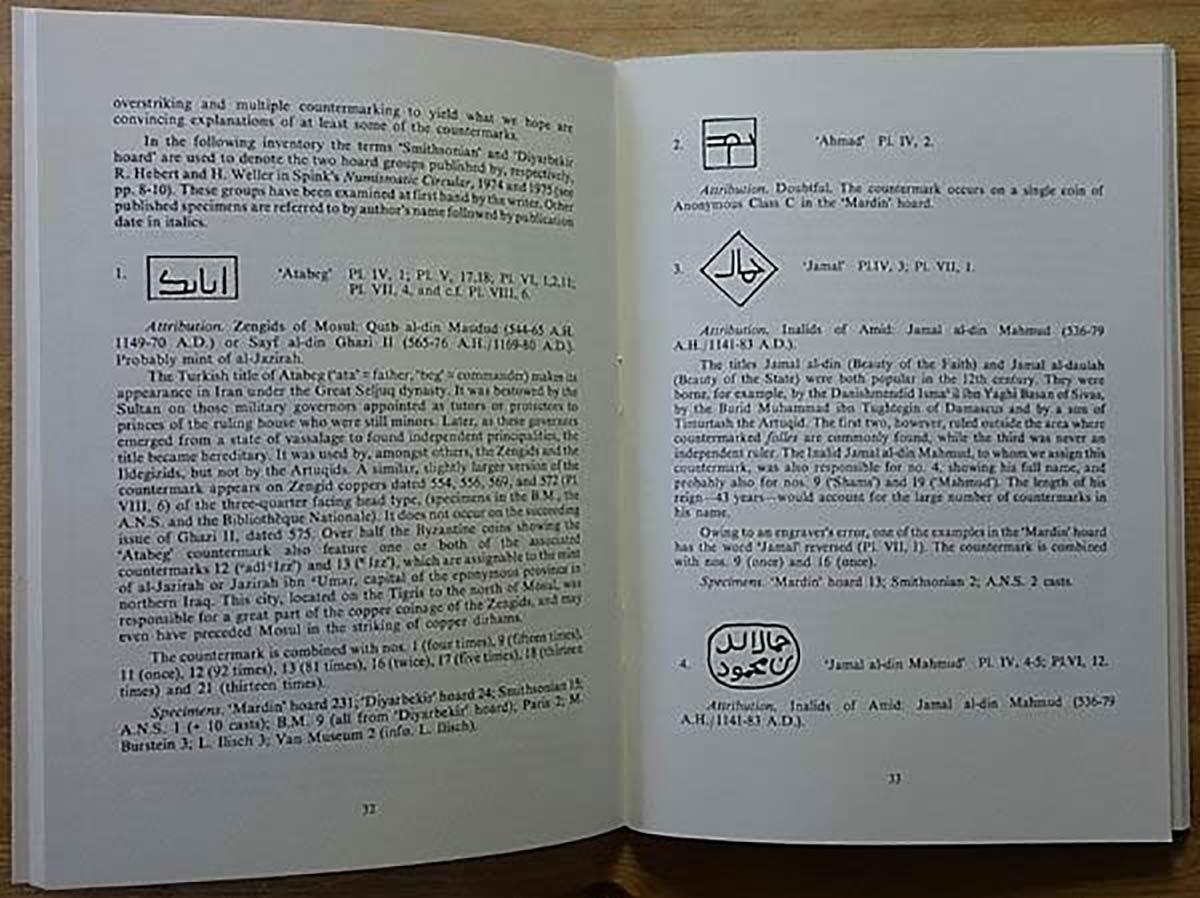 overstriking and multiple countermarking to yield what we hope are
convincing explanations of at least some of the countermarks.
In the following inventory the terms 'Smithsonian' and 'Diyarbekir
hoard' are used to denote the two hoard groups published by, respectively,
R. Hebert and H. Weller in Spink's Numismatic Circular, 1974 and 1975 (see
pp. 8-10). These groups have been examined at first hand by the writer. Other
published specimens are referred to by author's name followed by publication
date in italics.
1. اتابك 'Atabeg' Pl. IV, 1; Pl. V, 17,18; Pl. VI, 1,2,11;
Pl. VII, 4, and c.f. Pl. VIII, 6.
Attribution. Zengids of Mosul: Qutb al-din Maudud (544-65 A.H.
1149-70 A.D.) or Sayf al-din Ghazi II (565-76 A.H./1169-80 A.D.).
Probably mint of al-Jazirah.
The Turkish title of Atabeg ('ata' = father, 'beg' = commander) makes its
appearance in Iran under the Great Seljuq dynasty. It was bestowed by the
Sultan on those military governors appointed as tutors or protectors to
princes of the ruling house who were still minors. Later, as these governors
emerged from a state of vassalage to found independent principalities, the
title became hereditary. It was used by, amongst others, the Zengids and the
Ildegizids, but not by the Artuqids. A similar, slightly larger version of the
countermark appears on Zengid coppers dated 554, 556, 569, and 572 (Pl.
VIII, 6) of the three-quarter facing head type, (specimens in the B.M., the
A.N.S. and the Bibliothèque Nationale). It does not occur on the succeeding
issue of Ghazi II, dated 575. Over half the Byzantine coins showing the
'Atabeg' countermark also feature one or both of the associated
countermarks 12 ('adl 'Izz') and 13 ('Izz'), which are assignable to the mint
of al-Jazirah or Jazirah ibn 'Umar, capital of the eponymous province in
northern Iraq. This city, located on the Tigris to the north of Mosul, was
responsible for a great part of the copper coinage of the Zengids, and may
even have preceded Mosul in the striking of copper dirhams.
The countermark is combined with nos. 1 (four times), 9 (fifteen times),
11 (once), 12 (92 times), 13 (81 times), 16 (twice), 17 (five times), 18 (thirteen
times) and 21 (thirteen times).
Specimens. 'Mardin' hoard 231; 'Diyarbekir' hoard 24; Smithsonian 15;
A.N.S. 1 (+ 10 casts); B.M. 9 (all from 'Diyarbekir' hoard); Paris 2; M.
Burstein 3; L. Ilisch 3; Van Museum 2 (info. L. Ilisch).
32
2. 'Ahmad' Pl. IV, 2.
Attribution. Doubtful. The countermark occurs on a single coin of
Anonymous Class C in the 'Mardin' hoard.
3. جمال 'Jamal' Pl.IV, 3; Pl. VII, 1.
Attribution. Inalids of Amid: Jamal al-din Mahmud (536-79
A.H./1141-83 A.D.).
The titles Jamal al-din (Beauty of the Faith) and Jamal al-daulah
(Beauty of the State) were both popular in the 12th century. They were
borne, for example, by the Danishmendid Isma'il ibn Yaghi Basan of Sivas,
by the Burid Muhammad ibn Tughtegin of Damascus and by a son of
Timurtash the Artuqid. The first two, however, ruled outside the area where
countermarked folles are commonly found, while the third was never an
independent ruler. The Inalid Jamal al-din Mahmud, to whom we assign this
countermark, was also responsible for no. 4, showing his full name, and
probably also for nos. 9 ('Shams') and 19 ('Mahmud'). The length of his
reign—43 years—would account for the large number of countermarks in
his name.
Owing to an engraver's error, one of the examples in the 'Mardin' hoard
has the word 'Jamal' reversed (Pl. VII, 1). The countermark is combined
with nos. 9 (once) and 16 (once).
Specimens. 'Mardin' hoard 13; Smithsonian 2; A.N.S. 2 casts.
4. 'Jamal al-din Mahmud' Pl. IV, 4-5; Pl.VI, 12.
Attribution. Inalids of Amid: Jamal al-din Mahmud (536-79
A.H./1141-83 A.D.).
33